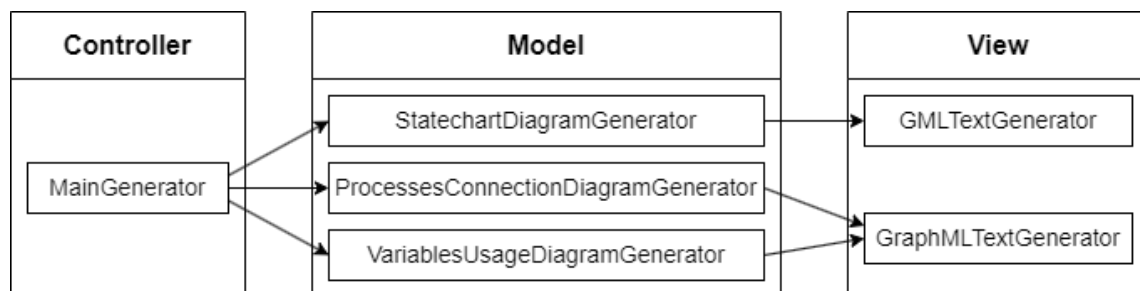 Controller
Model
View
MainGenerator
StatechartDiagramGenerator
ProcessesConnectionDiagramGenerator
VariablesUsageDiagramGenerator
GMLTextGenerator
GraphMLTextGenerator